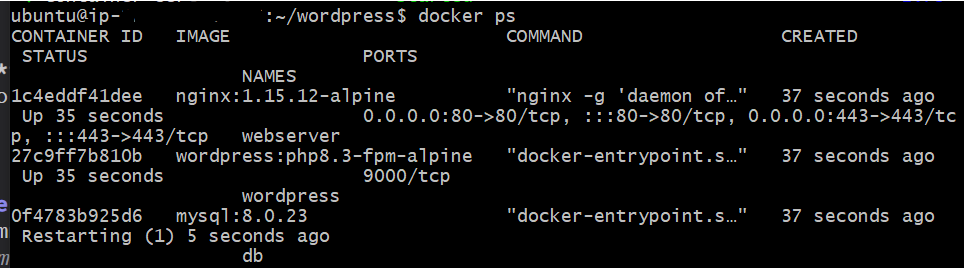 ubuntu@ip- :~/wordpress$ docker ps
CONTAINER ID   IMAGE                         COMMAND                  CREATED
 STATUS                         PORTS
                     NAMES
1c4eddf41dee   nginx:1.15.12-alpine          "nginx -g 'daemon of…"   37 seconds ago
 Up 35 seconds                  0.0.0.0:80->80/tcp, :::80->80/tcp, 0.0.0.0:443->443/tc
p, :::443->443/tcp   webserver
27c9ff7b810b   wordpress:php8.3-fpm-alpine   "docker-entrypoint.s…"   37 seconds ago
 Up 35 seconds                  9000/tcp
                     wordpress
0f4783b925d6   mysql:8.0.23                  "docker-entrypoint.s…"   37 seconds ago
 Restarting (1) 5 seconds ago
                     db